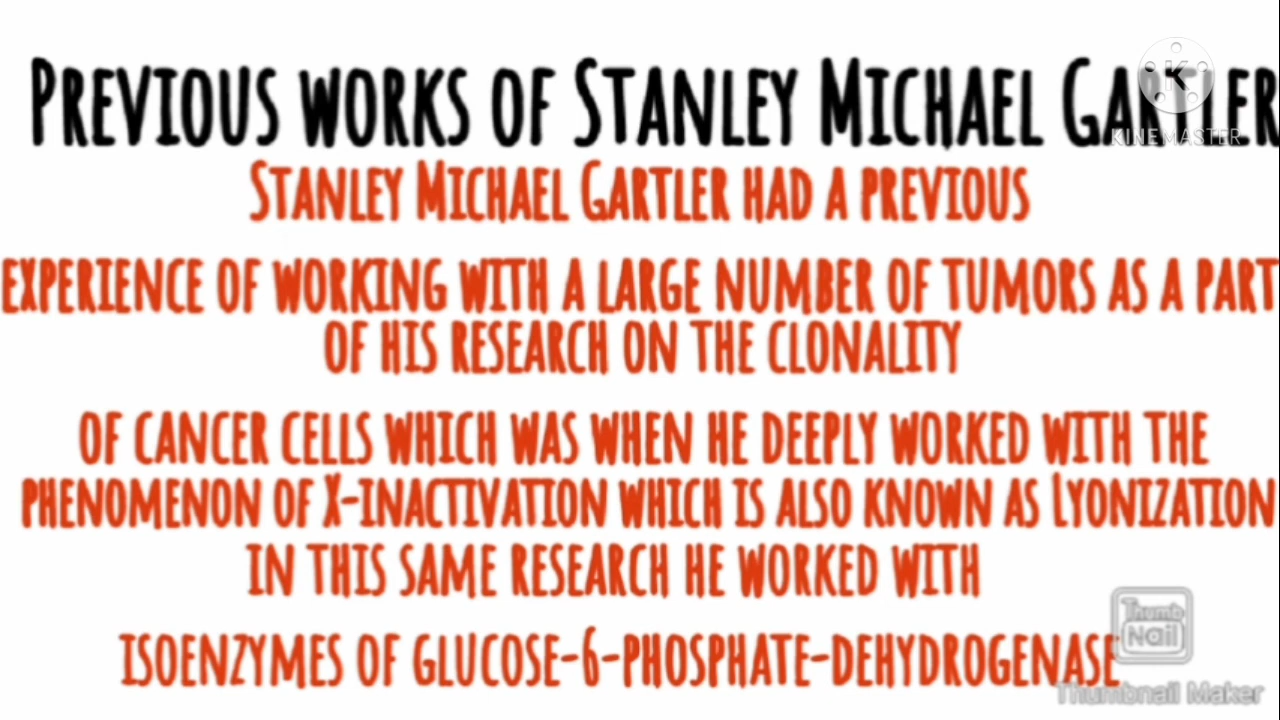 Previous works of Stanley Michael Gartler
K
KINEMASTER
Stanley Michael Gartler had a previous
experience of working with a large number of tumors as a part
of his research on the clonality
of cancer cells which was when he deeply worked with the
phenomenon of X-inactivation which is also known as Lyonization
in this same research he worked with
isoenzymes of glucose-6-phosphate-dehydrogenase
Thumb
Nail
Thumbnail Maker